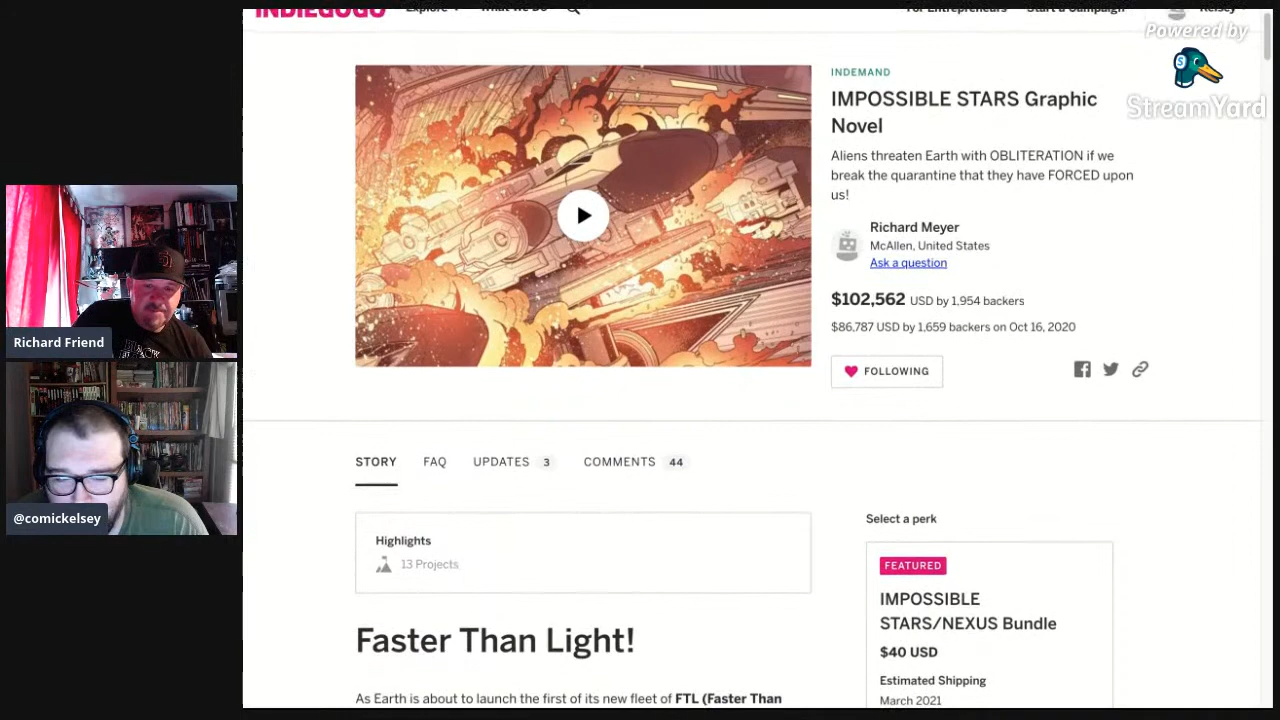 INDIEGOGO Explore What We Do For Entrepreneurs Start a Campaign Kelsey
Powered by
StreamYard
INDEMAND
IMPOSSIBLE STARS Graphic
Novel
Aliens threaten Earth with OBLITERATION if we
break the quarantine that they have FORCED upon
us!
Richard Meyer
McAllen, United States
Ask a question
$102,562 USD by 1,954 backers
$86,787 USD by 1,659 backers on Oct 16, 2020
FOLLOWING
Richard Friend
@comickelsey
STORY FAQ UPDATES 3 COMMENTS 44
Highlights
13 Projects
Faster Than Light!
As Earth is about to launch the first of its new fleet of FTL (Faster Than
Select a perk
FEATURED
IMPOSSIBLE
STARS/NEXUS Bundle
$40 USD
Estimated Shipping
March 2021